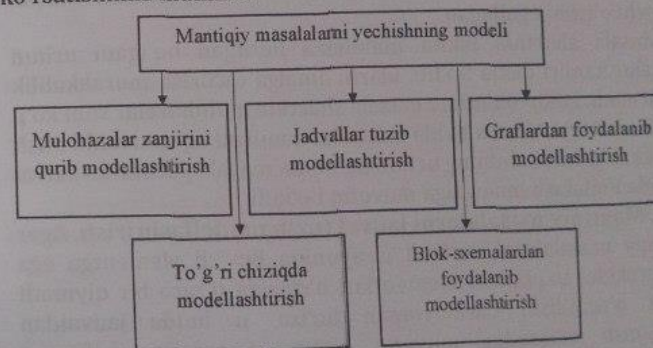 Mantiqiy masalalarni yechishning modeli
Mulohazalar zanjirini
qurib modellashtirish
Jadvallar tuzib
modellashtirish
Graflardan foydalanib
modellashtirish
To'g'ri chiziqda
modellashtirish
Blok-sxemalardan
foydalanib
modellashtirish